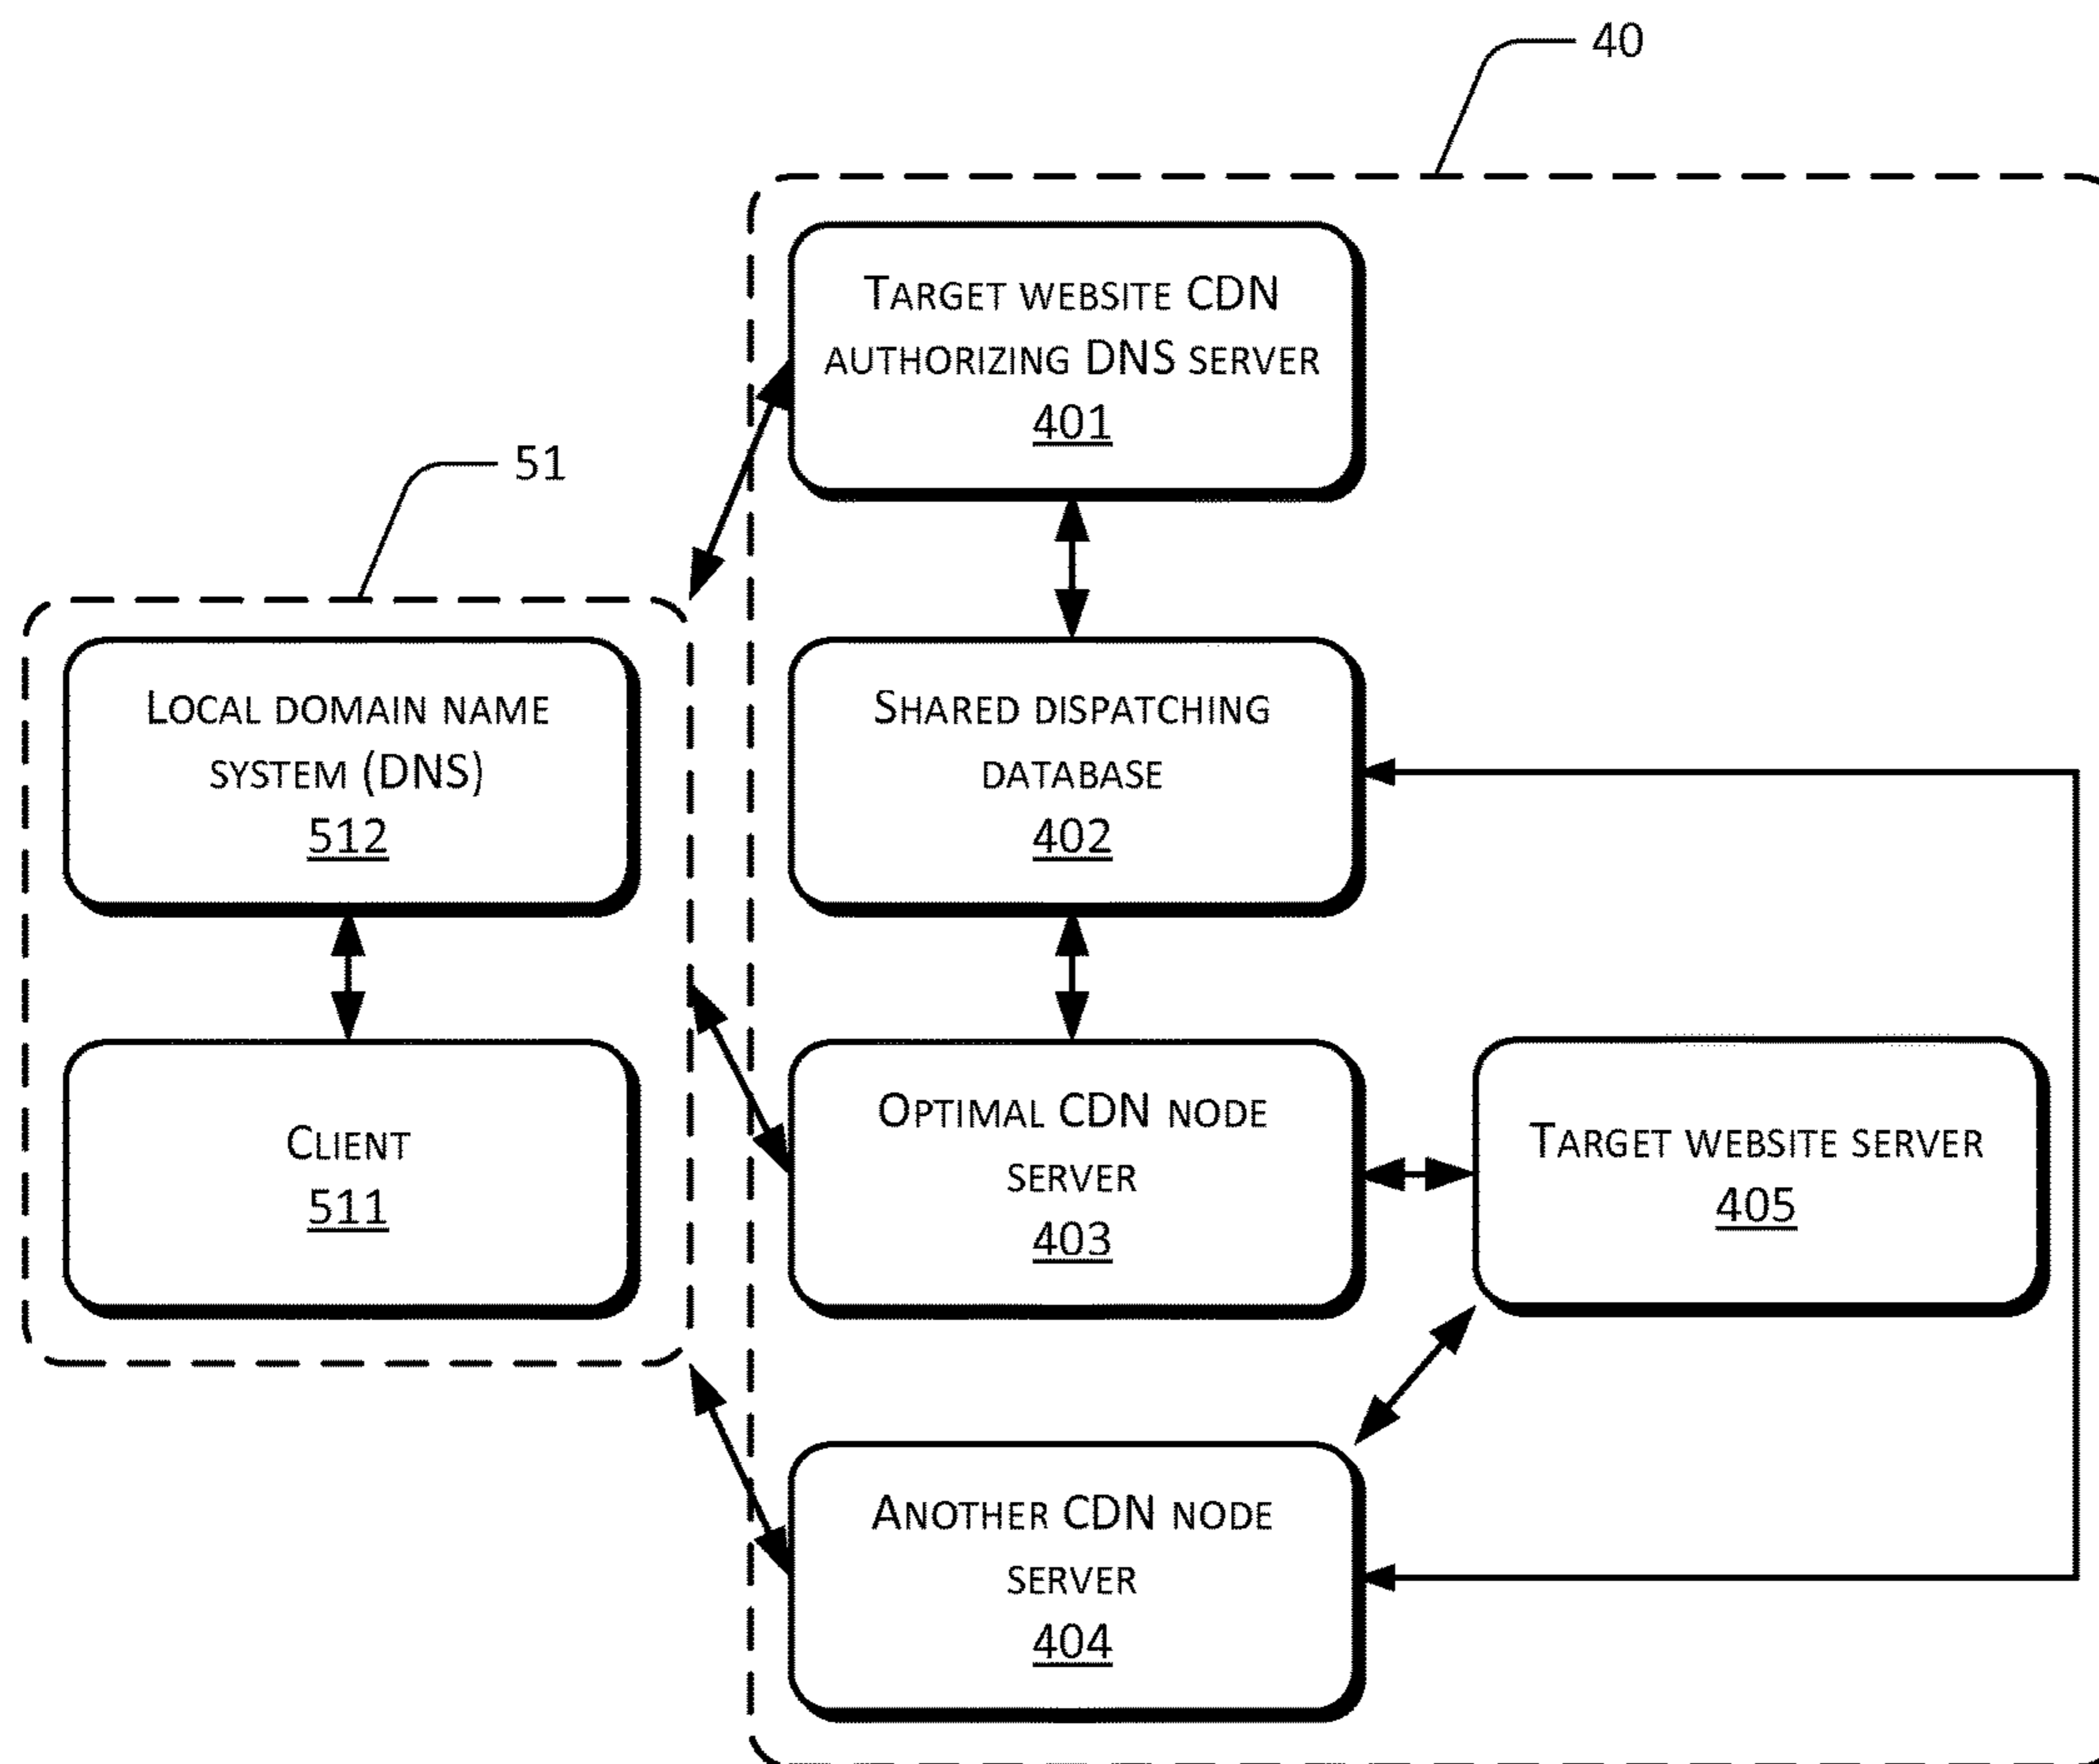 40
TARGET WEBSITE CDN
AUTHORIZING DNS SERVER
401
51
LOCAL DOMAIN NAME
SYSTEM (DNS)
512
SHARED DISPATCHING
DATABASE
402
CLIENT
511
OPTIMAL CDN NODE
SERVER
403
TARGET WEBSITE SERVER
405
ANOTHER CDN NODE
SERVER
404